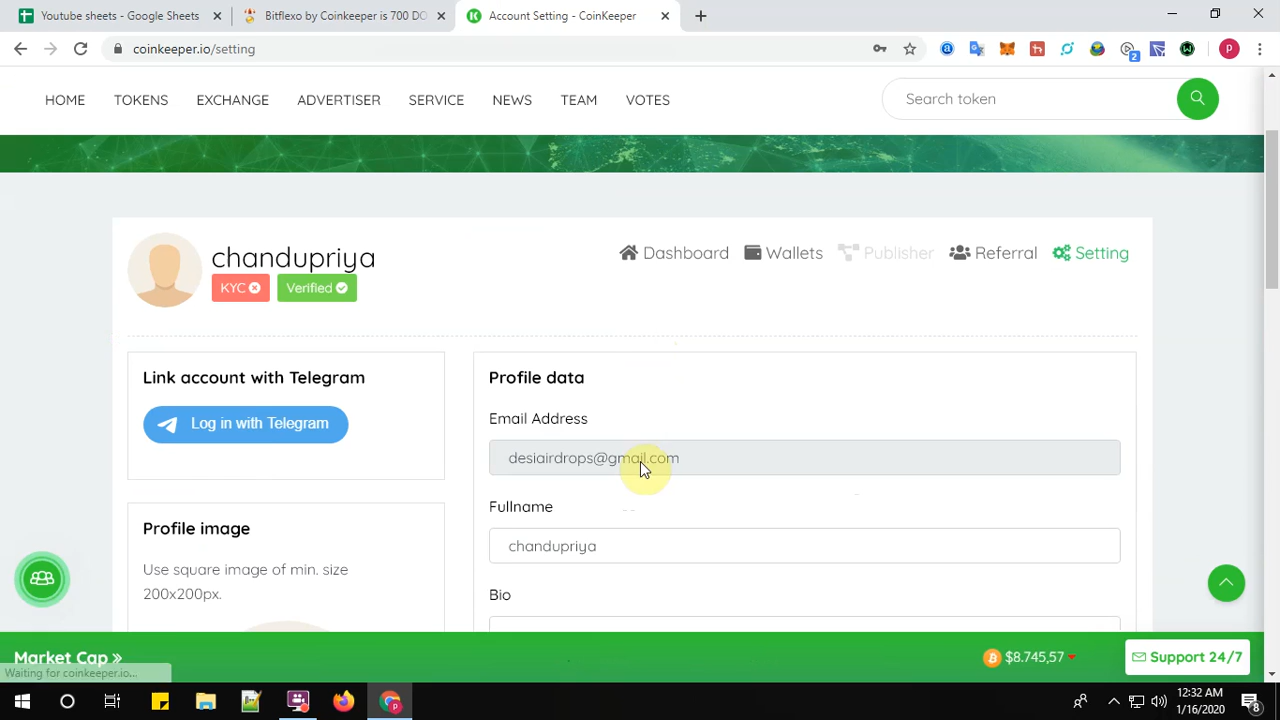 Youtube sheets - Google Sheets
Bitflexo by Coinkeeper is 700 DO
Account Setting - CoinKeeper
coinkeeper.io/setting
2
p
HOME TOKENS EXCHANGE ADVERTISER SERVICE NEWS TEAM VOTES
Search token
chandupriya
KYC
Verified
Dashboard Wallets Publisher Referral Setting
Link account with Telegram
Log in with Telegram
Profile data
Email Address
desiairdrops@gmail.com
Fullname
chandupriya
Bio
Profile image
Use square image of min. size
200x200px.
Market Cap »
$8.745,57
Support 24/7
Waiting for coinkeeper.io...
12:32 AM
1/16/2020
8